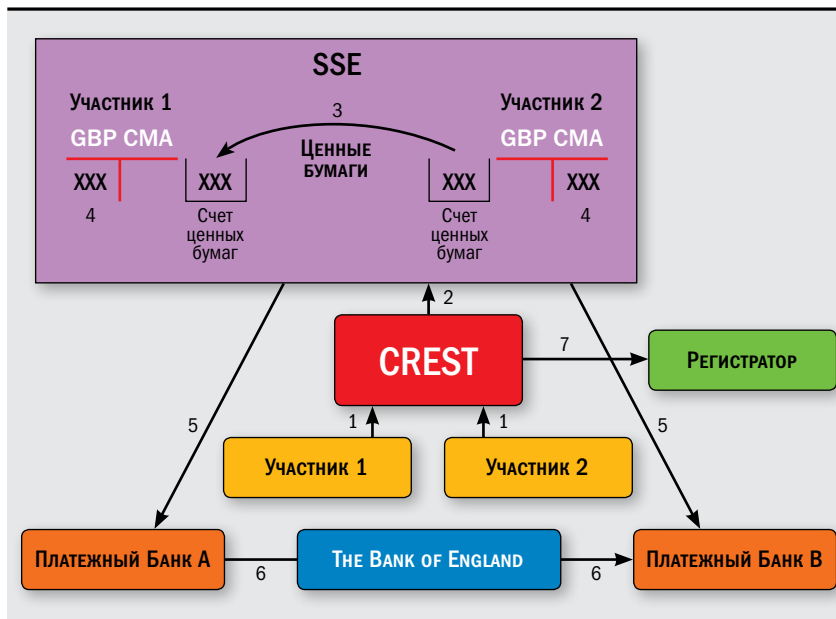 SSE
Участник 1
Участник 2
3
GBP CMA
GBP CMA
Ценные
бумаги
XXX
XXX
XXX
XXX
4
Счет
ценных
бумаг
Счет
ценных
бумаг
4
2
CREST
7
Регистратор
5
1
1
5
Участник 1
Участник 2
Платежный Банк А
6
The Bank of England
6
Платежный Банк В